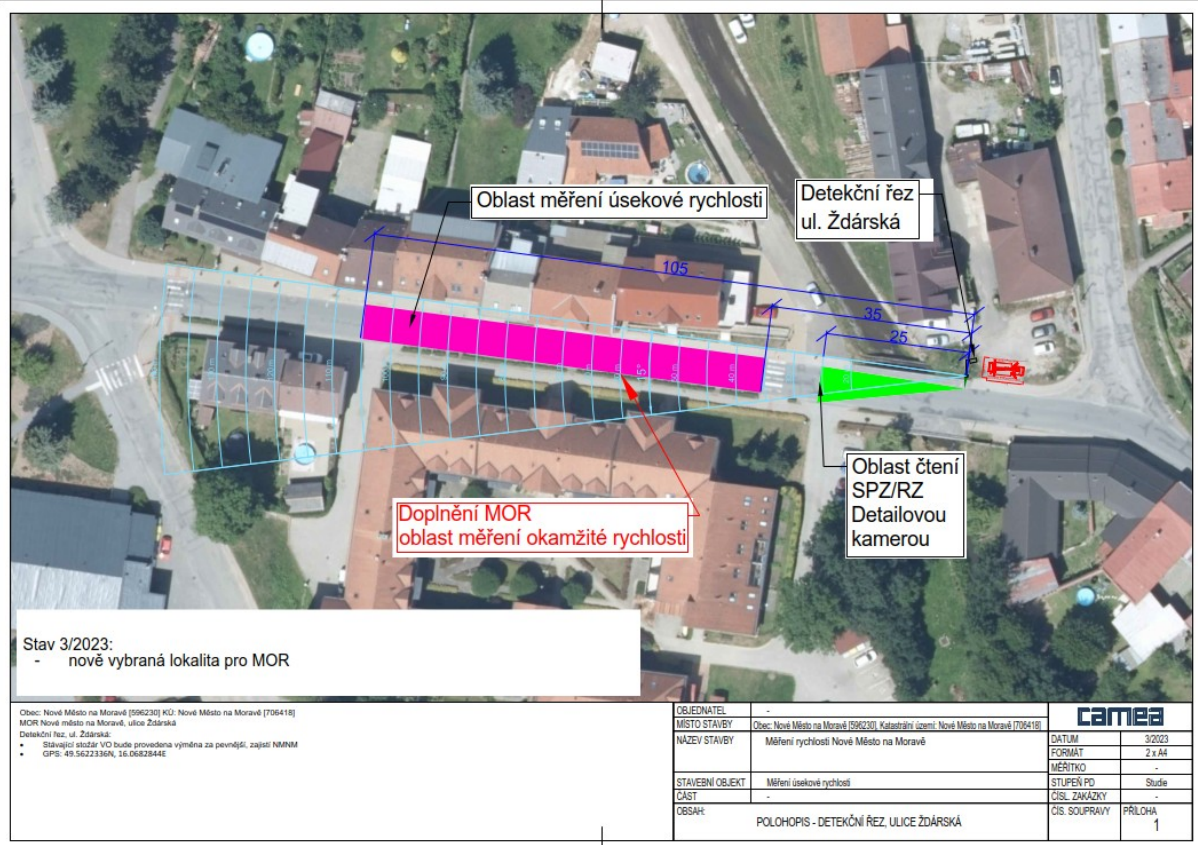 Oblast měření úsekové rychlosti
Detekční řez
ul. Ždárská
105
35
25
Oblast čtení
SPZ/RZ
Detailovou
kamerou
Doplnění MOR
oblast měření okamžité rychlosti
Stav 3/2023:
- nově vybraná lokalita pro MOR
Obec: Nové Město na Moravě [596230] KÚ: Nové Město na Moravě [706418]
MOR Nové město na Moravě, ulice Žďárská
Detekční řez, ul. Žďárská:
• Stávající stožár VO bude provedena výměna za pevnější, zajistí NMNM
• GPS: 49.5622336N, 16.0682844E
OBJEDNATEL -
MÍSTO STAVBY Obec: Nové Město na Moravě [596230], Katastrální území: Nové Město na Moravě [706418]
NÁZEV STAVBY Měření rychlosti Nové Město na Moravě
STAVEBNÍ OBJEKT Měření úsekové rychlosti
ČÁST -
OBSAH:
POLOHOPIS - DETEKČNÍ ŘEZ, ULICE ŽDÁRSKÁ
camea
DATUM 3/2023
FORMÁT 2 x A4
MĚŘÍTKO -
STUPEŇ PD Studie
ČÍSL. ZAKÁZKY -
ČÍS. SOUPRAVY PŘÍLOHA
1